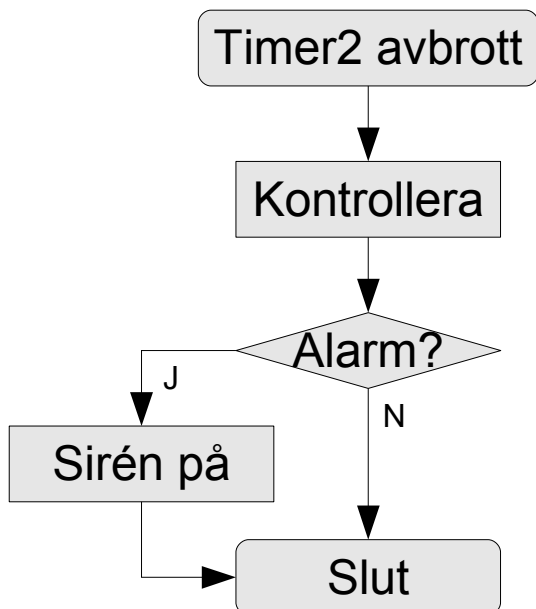 Timer2 avbrott
Kontrollera
Alarm?
J
N
Sirén på
Slut